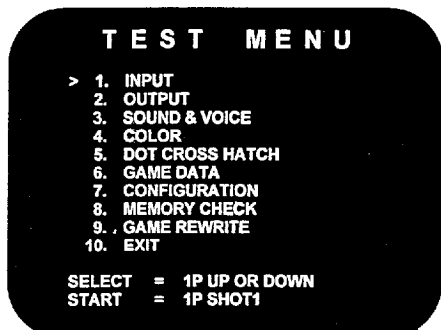 TEST MENU
> 1. INPUT
2. OUTPUT
3. SOUND & VOICE
4. COLOR
5. DOT CROSS HATCH
6. GAME DATA
7. CONFIGURATION
8. MEMORY CHECK
9. GAME REWRITE
10. EXIT
SELECT = 1P UP OR DOWN
START = 1P SHOT1